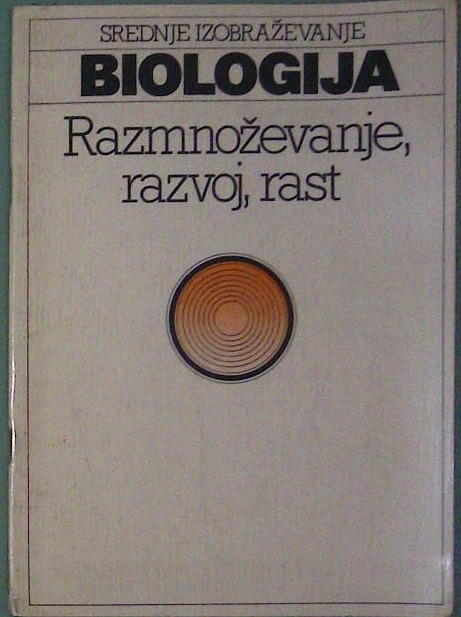 SREDNJE IZOBRAŽEVANJE
BIOLOGIJA
Razmnoževanje,
razvoj, rast